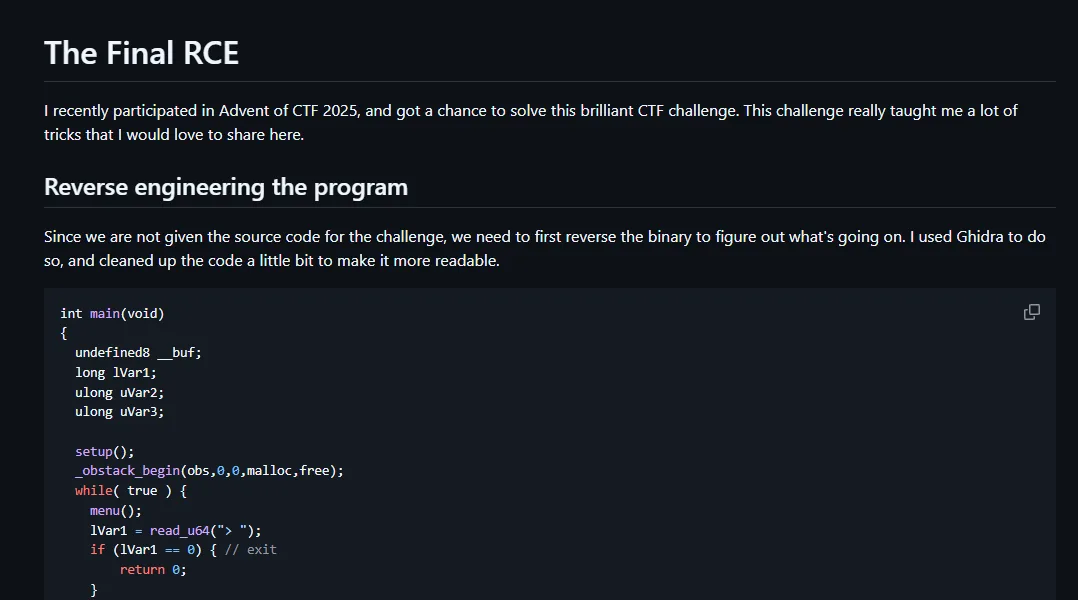 The Final RCE
I recently participated in Advent of CTF 2025, and got a chance to solve this brilliant CTF challenge. This challenge really taught me a lot of
tricks that I would love to share here.
Reverse engineering the program
Since we are not given the source code for the challenge, we need to first reverse the binary to figure out what's going on. I used Ghidra to do
so, and cleaned up the code a little bit to make it more readable.
int main(void)
{
  undefined8 __buf;
  long lVar1;
  ulong uVar2;
  ulong uVar3;

  setup();
  _obstack_begin(obs,0,0,malloc,free);
  while( true ) {
    menu();
    lVar1 = read_u64("> ");
    if (lVar1 == 0) { // exit
        return 0;
    }